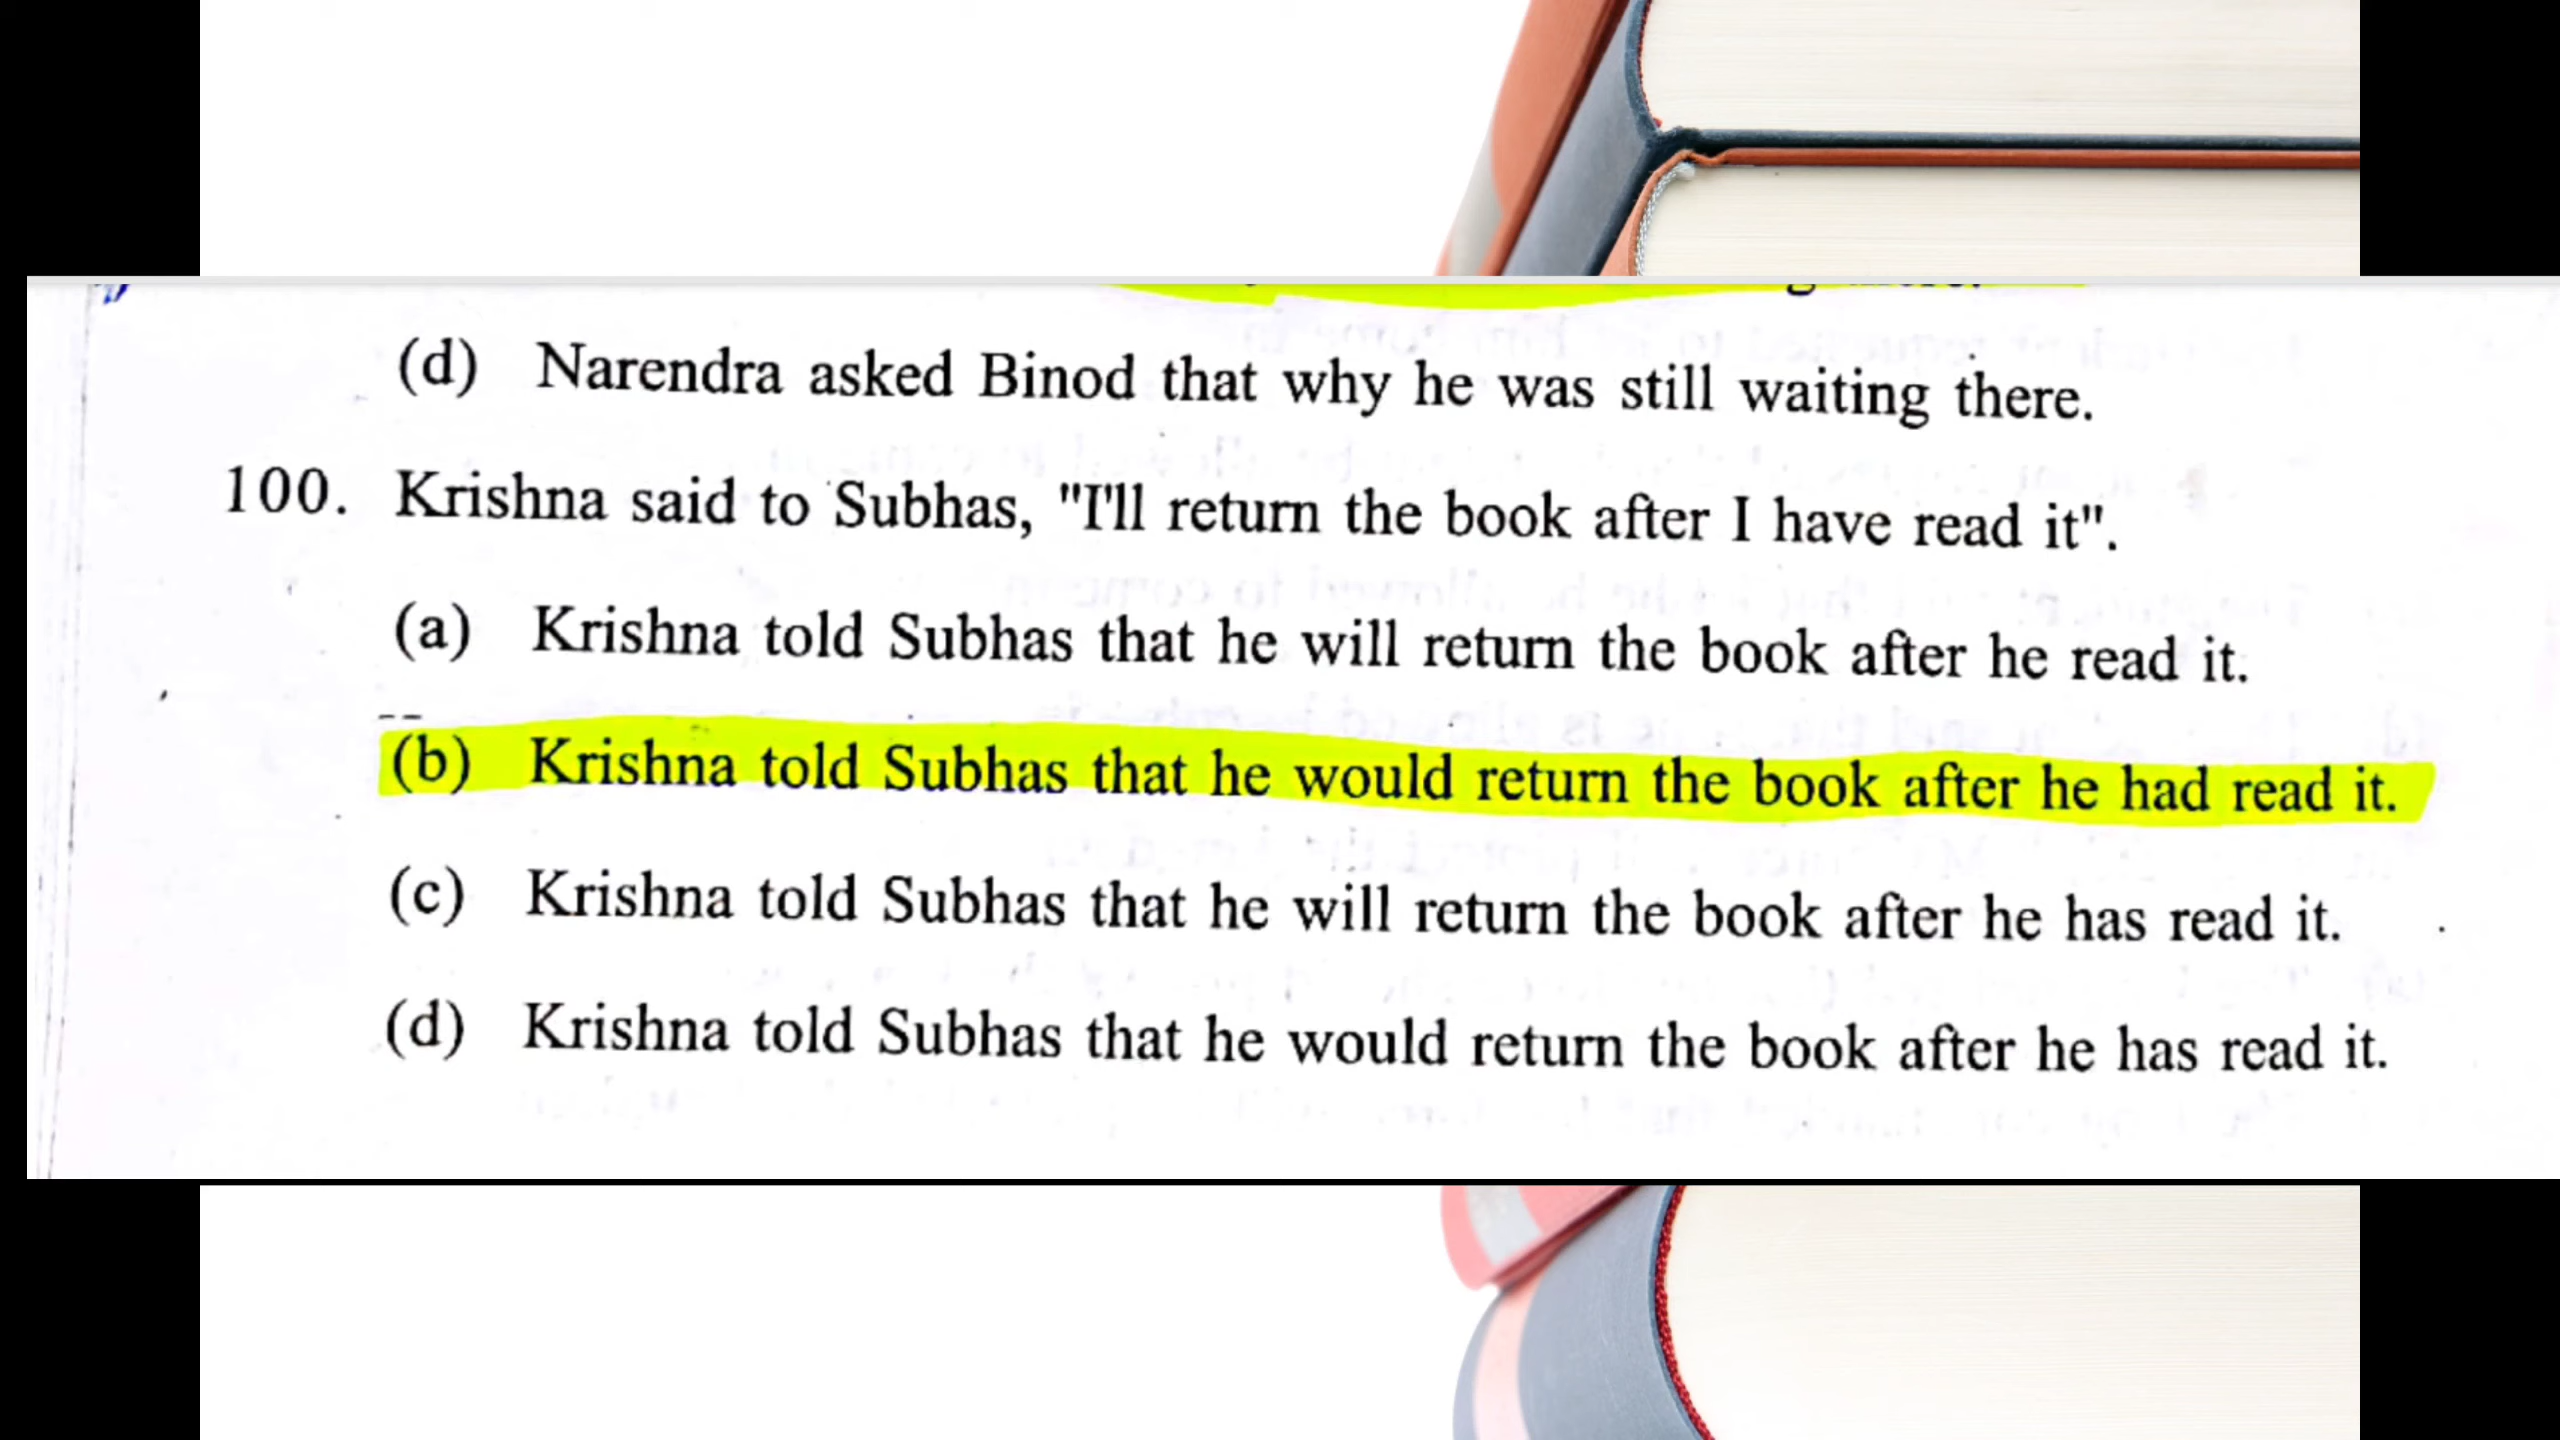 (d) Narendra asked Binod that why he was still waiting there.
100. Krishna said to Subhas, "I'll return the book after I have read it".
(a) Krishna told Subhas that he will return the book after he read it.
(b) Krishna told Subhas that he would return the book after he had read it.
(c) Krishna told Subhas that he will return the book after he has read it.
(d) Krishna told Subhas that he would return the book after he has read it.